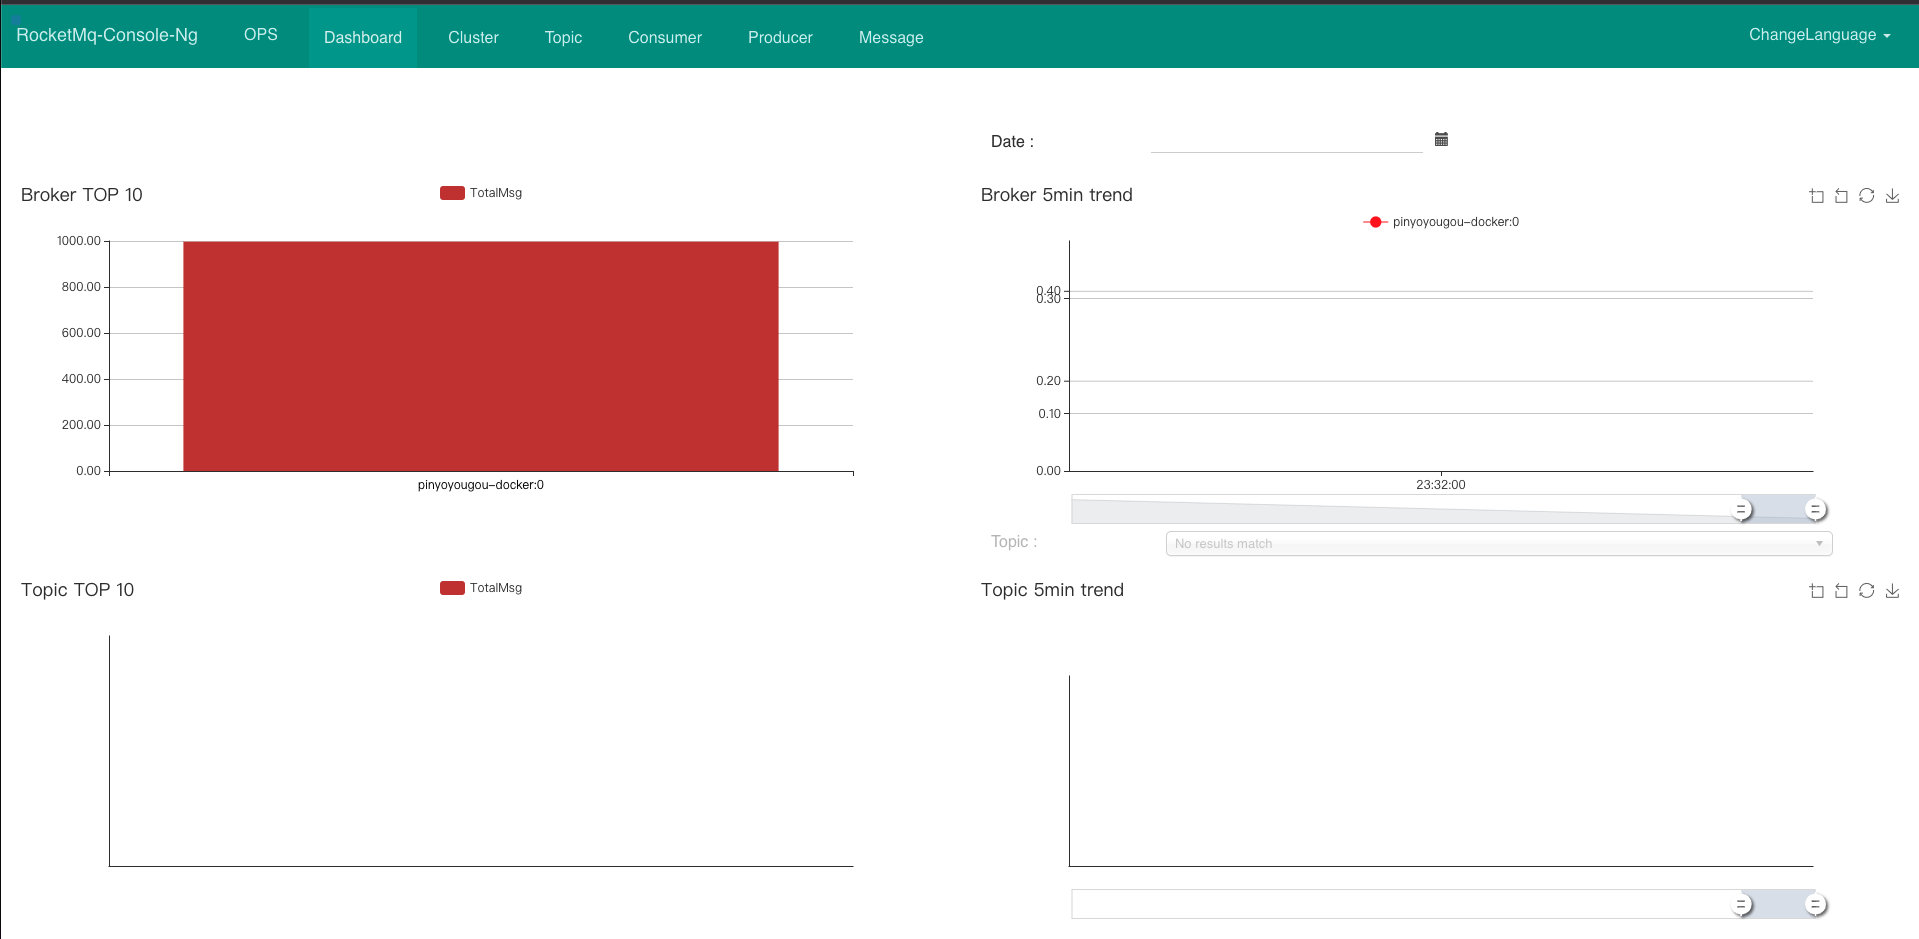 RocketMq-Console-Ng OPS Dashboard Cluster Topic Consumer Producer Message ChangeLanguage
Date :
Broker TOP 10
TotalMsg
1000.00
800.00
600.00
400.00
200.00
0.00
pinyoyougou-docker:0
Broker 5min trend
pinyoyougou-docker:0
0.40
0.30
0.20
0.10
0.00
23:32:00
Topic :
No results match
Topic TOP 10
TotalMsg
Topic 5min trend